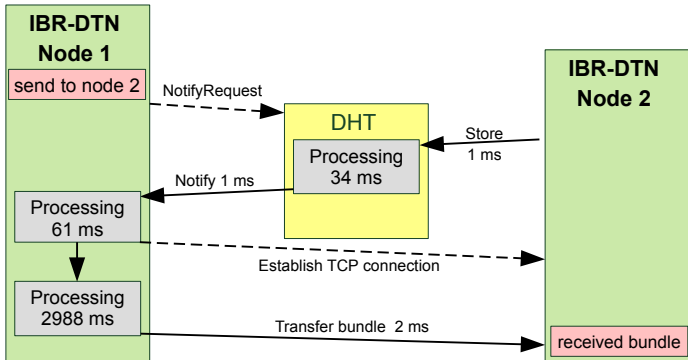 IBR-DTN
Node 1
send to node 2
NotifyRequest
IBR-DTN
Node 2
DHT
Store
1 ms
Processing
34 ms
Notify 1 ms
Processing
61 ms
Establish TCP connection
Processing
2988 ms
Transfer bundle 2 ms
received bundle